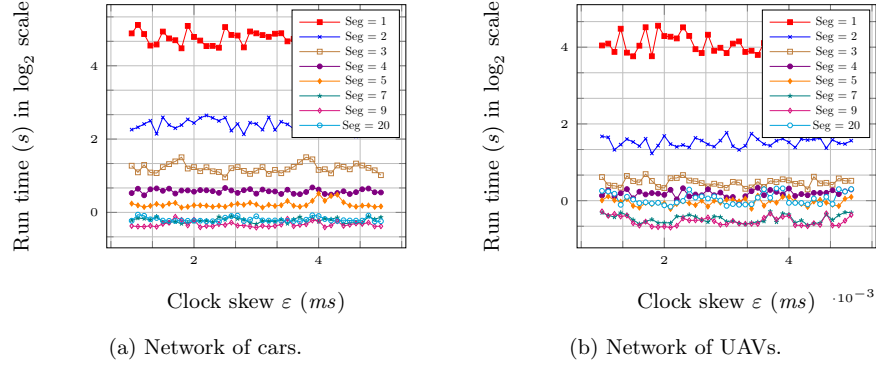 Run time (s) in log2 scale
4
2
0
2
4
Seg = 1
Seg = 2
Seg = 3
Seg = 4
Seg = 5
Seg = 7
Seg = 9
Seg = 20
Clock skew ε (ms)
(a) Network of cars.
Run time (s) in log2 scale
4
2
0
2
4
Seg = 1
Seg = 2
Seg = 3
Seg = 4
Seg = 5
Seg = 7
Seg = 9
Seg = 20
Clock skew ε (ms)
·10−3
(b) Network of UAVs.